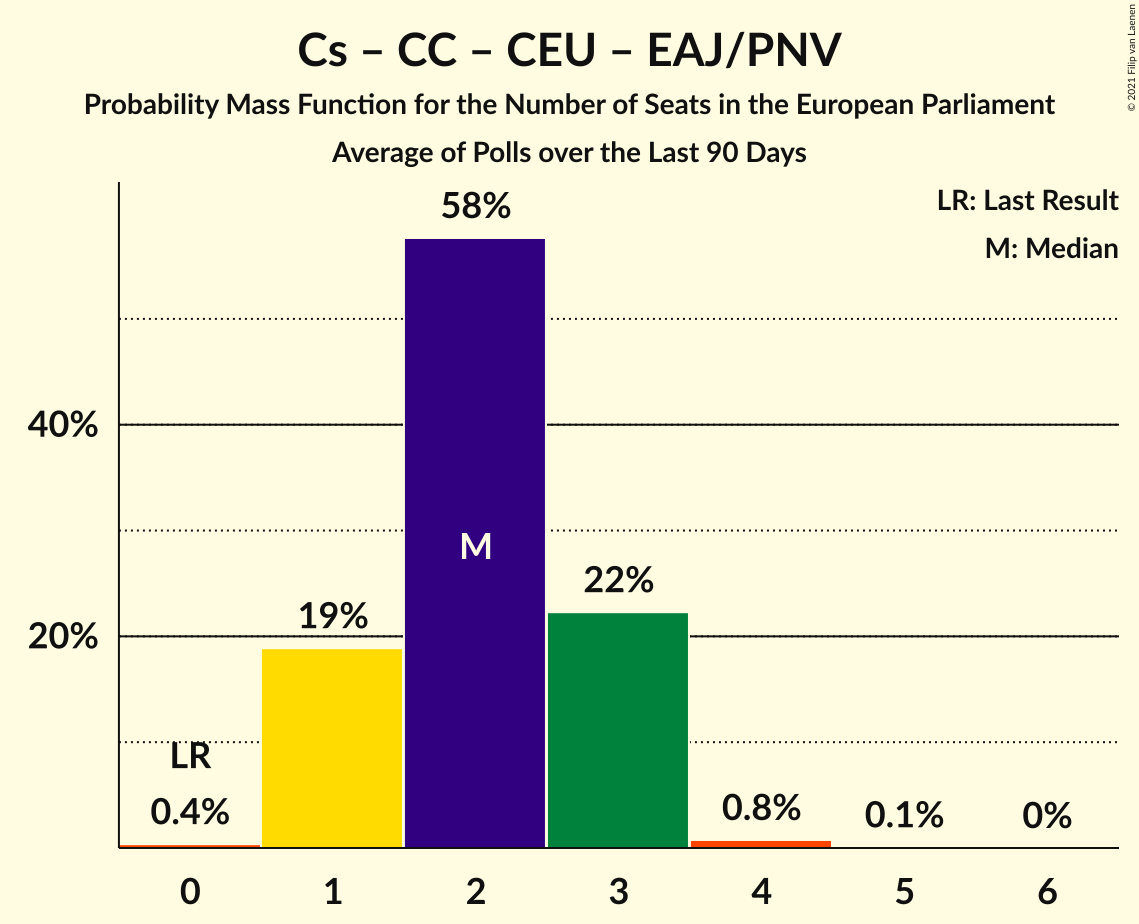 Cs – CC – CEU – EAJ/PNV
Probability Mass Function for the Number of Seats in the European Parliament
Average of Polls over the Last 90 Days
© 2021 Filip van Laenen
LR: Last Result
M: Median
58%
40%
M
22%
19%
20%
LR
0.4%
0.8%
0.1%
0%
0 1 2 3 4 5 6